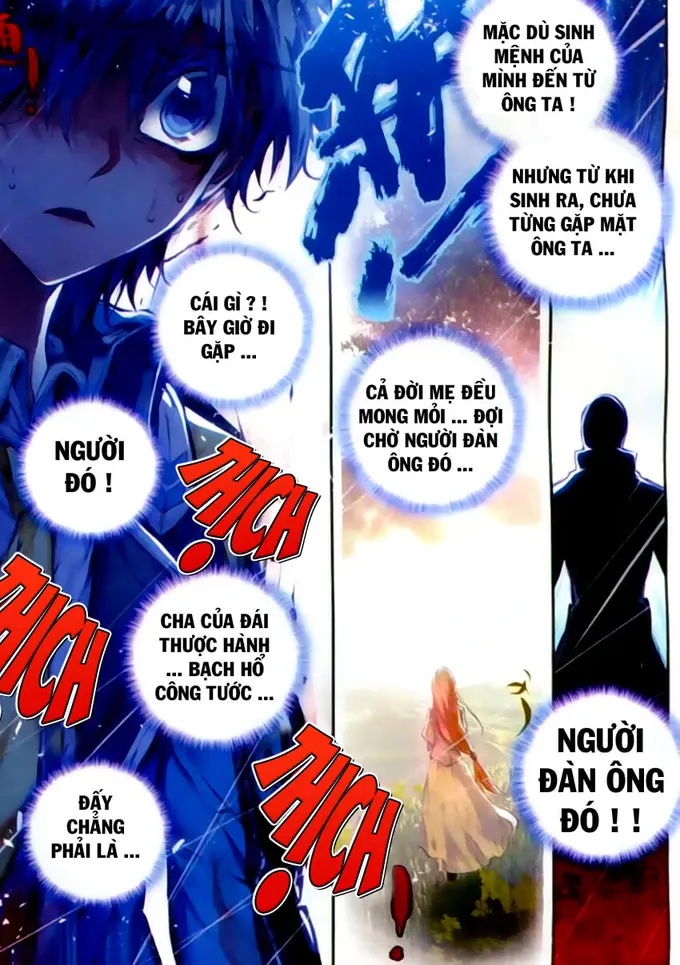 MẶC DÙ SINH
MỆNH CỦA
MÌNH ĐẾN TỪ
ÔNG TA !
NHƯNG TỪ KHI
SINH RA, CHƯA
TỪNG GẶP MẶT
ÔNG TA ...
CẢ ĐỜI MẸ ĐỀU
MONG MỎI ... ĐỢI
CHỜ NGƯỜI ĐÀN
ÔNG ĐÓ ...
NGƯỜI
ĐÀN ÔNG
ĐÓ ! !
CÁI GÌ ? !
BÂY GIỜ ĐI
GẶP ...
NGƯỜI
ĐÓ !
THỊCH
THỊCH
CHA CỦA ĐÁI
THƯỢC HÀNH
... BẠCH HỔ
CÔNG TƯỚC ...
THỊCH
!
ĐẤY
CHẲNG
PHẢI LÀ ...